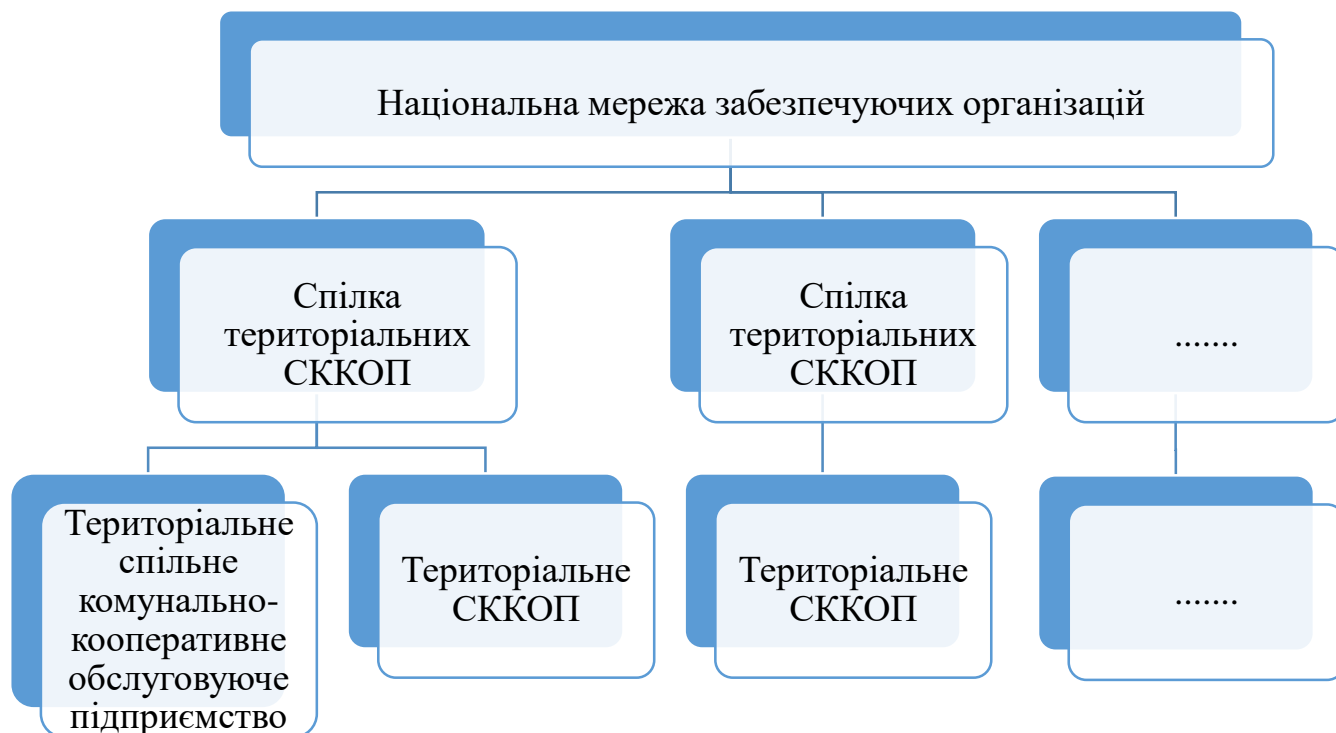 Національна мережа забезпечуючих організацій
Спілка
територіальних
СККОП
Спілка
територіальних
СККОП
.......
Територіальне
спільне
комунально-
кооперативне
обслуговуюче
підприємство
Територіальне
СККОП
Територіальне
СККОП
.......